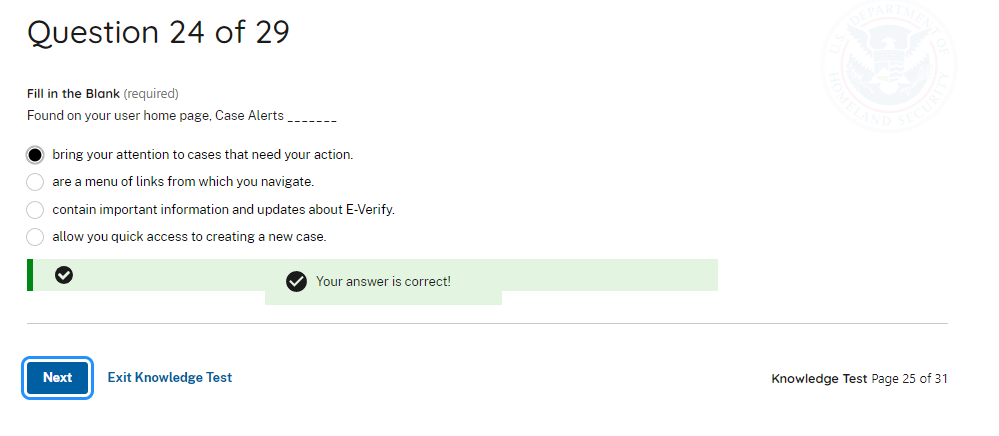 Question 24 of 29
U.S. DEPARTMENT OF HOMELAND SECURITY
Fill in the Blank (required)
Found on your user home page, Case Alerts _______
bring your attention to cases that need your action.
are a menu of links from which you navigate.
contain important information and updates about E-Verify.
allow you quick access to creating a new case.
Your answer is correct!
Next Exit Knowledge Test Knowledge Test Page 25 of 31